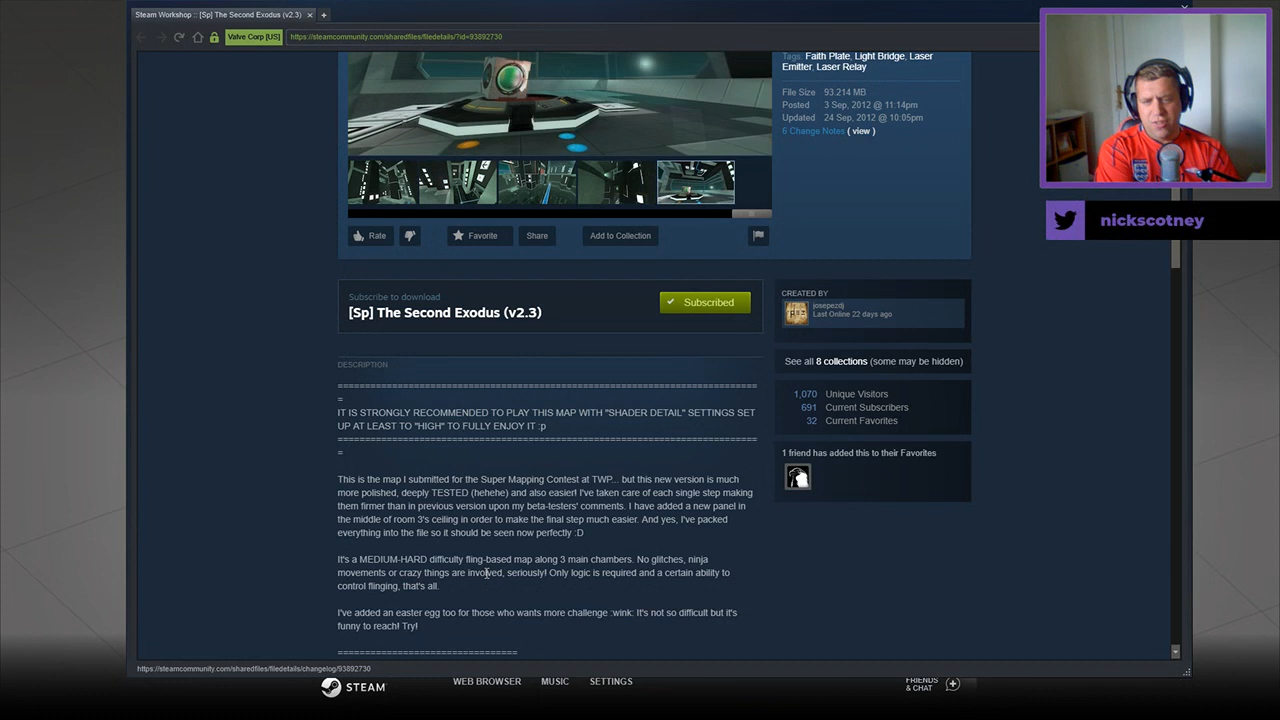 Steam Workshop :: [Sp] The Second Exodus (v2.3)
Valve Corp [US]
https://steamcommunity.com/sharedfiles/filedetails/?id=93892730
Tags: Faith Plate, Light Bridge, Laser
Emitter, Laser Relay
File Size 93.214 MB
Posted 3 Sep, 2012 @ 11:14pm
Updated 24 Sep, 2012 @ 10:05pm
6 Change Notes ( view )
nickscotney
Rate Favorite Share Add to Collection
Subscribe to download
[Sp] The Second Exodus (v2.3)
Subscribed
CREATED BY
josepezdj
Last Online 22 days ago
See all 8 collections (some may be hidden)
1,070 Unique Visitors
691 Current Subscribers
32 Current Favorites
1 friend has added this to their Favorites
DESCRIPTION
============================================================================
=
IT IS STRONGLY RECOMMENDED TO PLAY THIS MAP WITH "SHADER DETAIL" SETTINGS SET
UP AT LEAST TO "HIGH" TO FULLY ENJOY IT :p
============================================================================
=
This is the map I submitted for the Super Mapping Contest at TWP... but this new version is much
more polished, deeply TESTED (hehehe) and also easier! I've taken care of each single step making
them firmer than in previous version upon my beta-testers' comments. I have added a new panel in
the middle of room 3's ceiling in order to make the final step much easier. And yes, I've packed
everything into the file so it should be seen now perfectly :D
It's a MEDIUM-HARD difficulty fling-based map along 3 main chambers. No glitches, ninja
movements or crazy things are involved, seriously! Only logic is required and a certain ability to
control flinging, that's all.
I've added an easter egg too for those who wants more challenge :wink: It's not so difficult but it's
funny to reach! Try!
=================================
https://steamcommunity.com/sharedfiles/filedetails/changelog/93892730
STEAM
WEB BROWSER MUSIC SETTINGS
FRIENDS
& CHAT